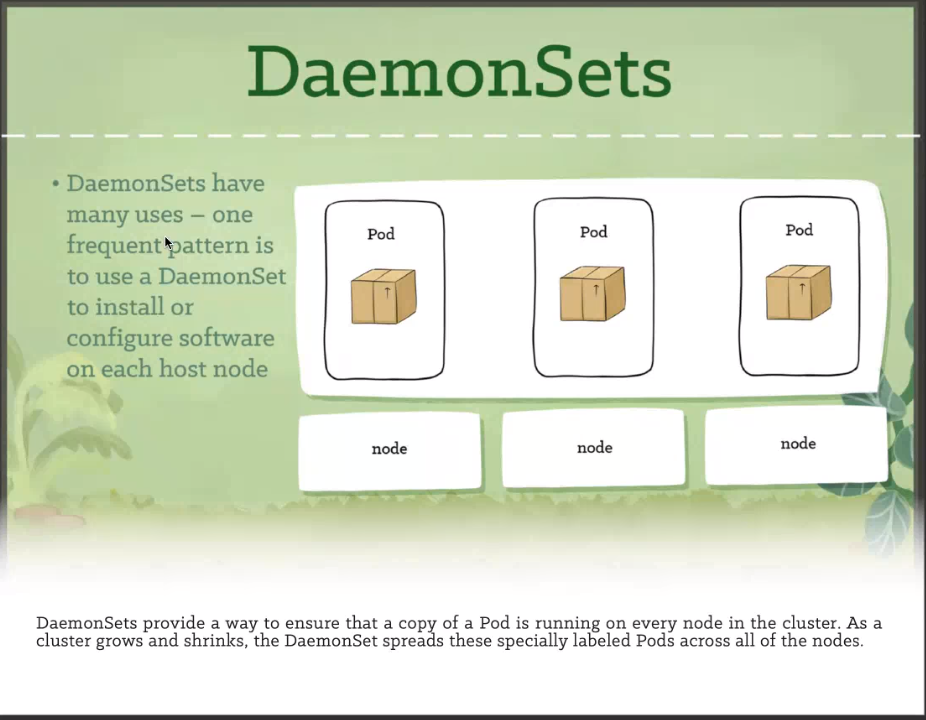 DaemonSets
• DaemonSets have
many uses – one
frequent pattern is
to use a DaemonSet
to install or
configure software
on each host node
Pod
Pod
Pod
node
node
node
DaemonSets provide a way to ensure that a copy of a Pod is running on every node in the cluster. As a
cluster grows and shrinks, the DaemonSet spreads these specially labeled Pods across all of the nodes.